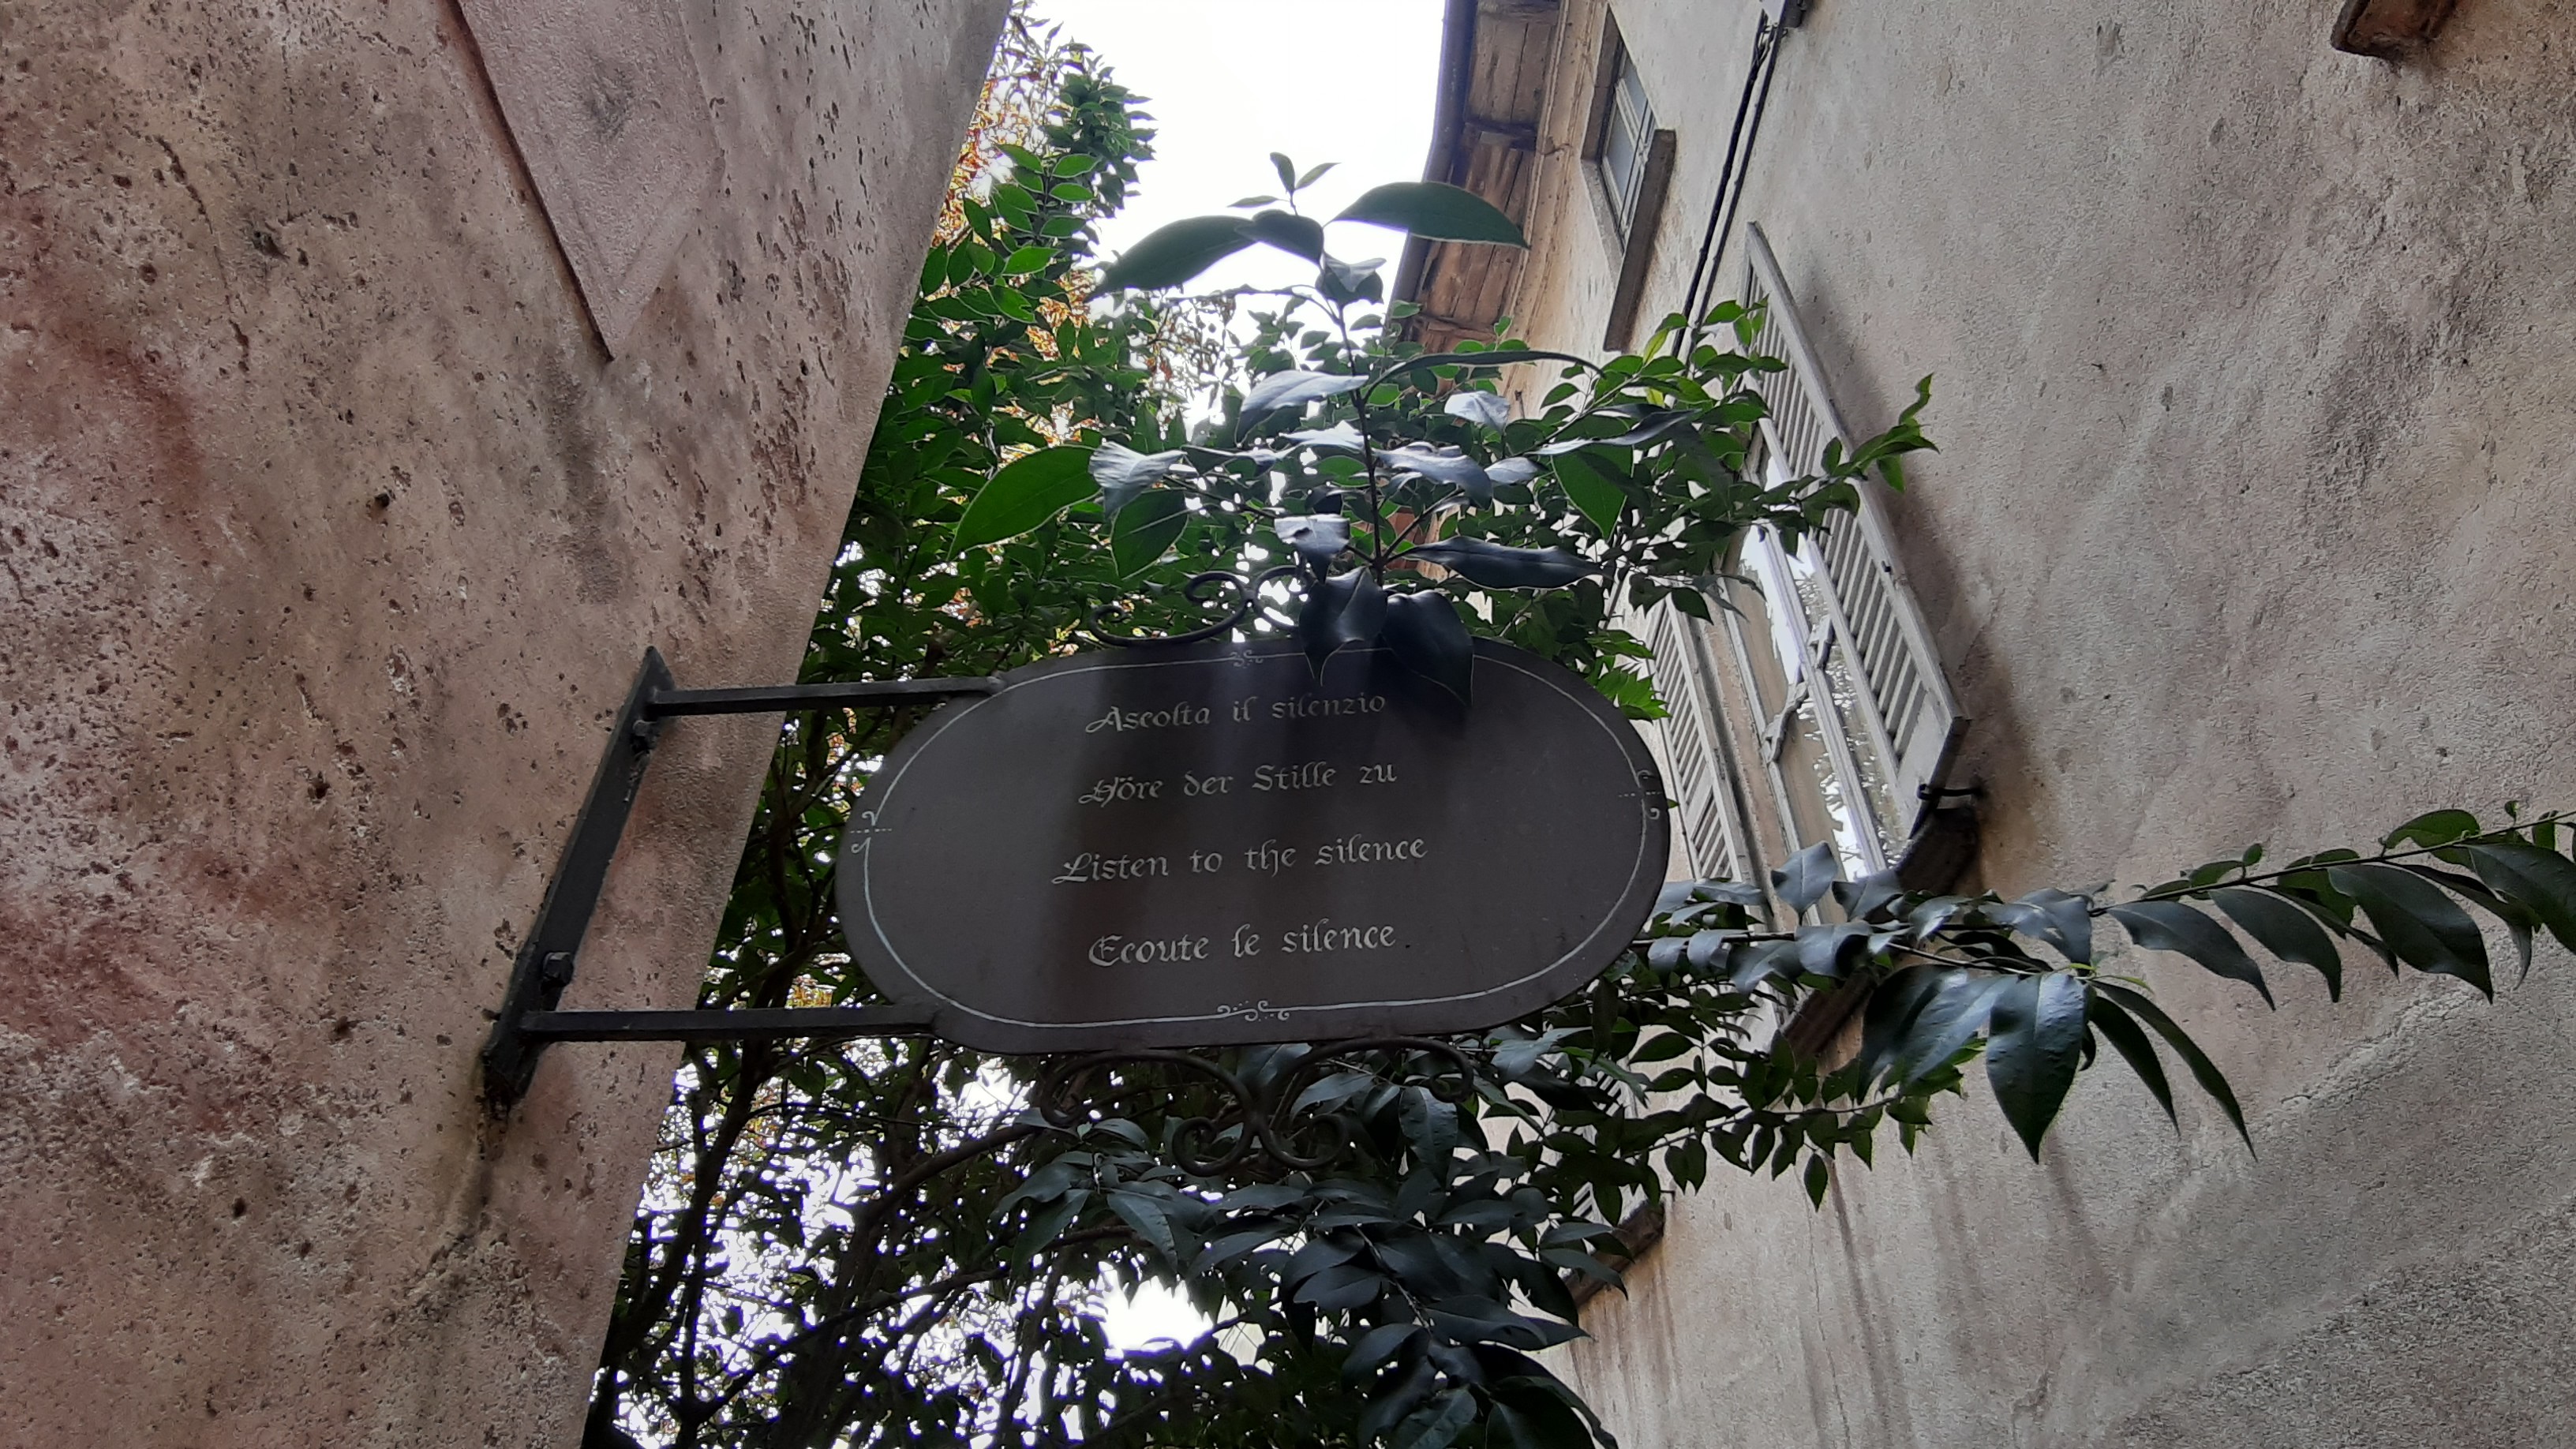 Ascolta il silenzio
Höre der Stille zu
Listen to the silence
Ecoute le silence